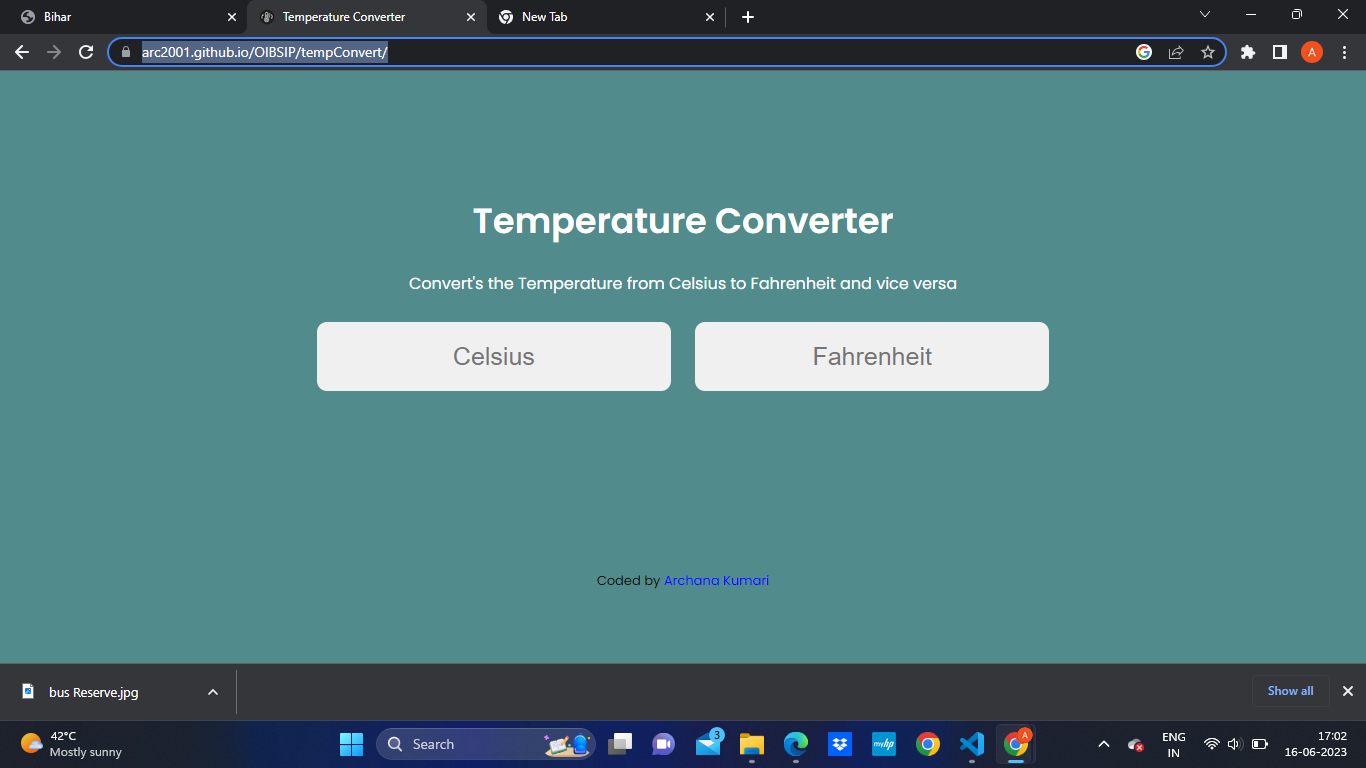 Bihar
Temperature Converter
New Tab
arc2001.github.io/OIBSIP/tempConvert/
A
Temperature Converter
Convert's the Temperature from Celsius to Fahrenheit and vice versa
Celsius
Fahrenheit
Coded by Archana Kumari
bus Reserve.jpg
Show all
42°C
Mostly sunny
Search
3
myhp
A
ENG
IN
17:02
16-06-2023